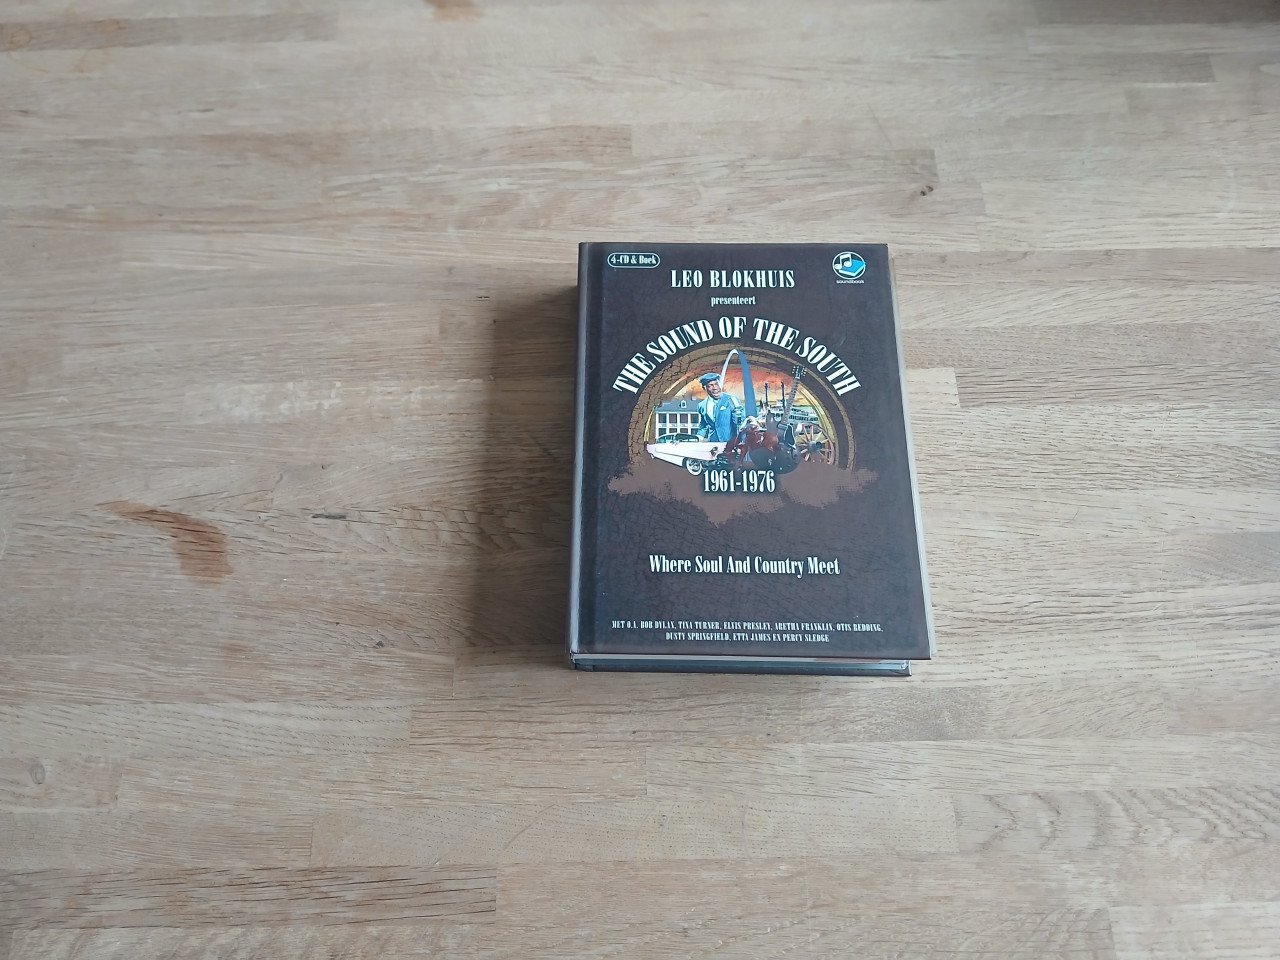 4-CD & Boek
soundbook
LEO BLOKHUIS
presenteert
THE SOUND OF THE SOUTH
1961-1976
Where Soul And Country Meet
MET O.A. BOB DYLAN, TINA TURNER, ELVIS PRESLEY, ARETHA FRANKLIN, OTIS REDDING,
DUSTY SPRINGFIELD, ETTA JAMES EN PERCY SLEDGE